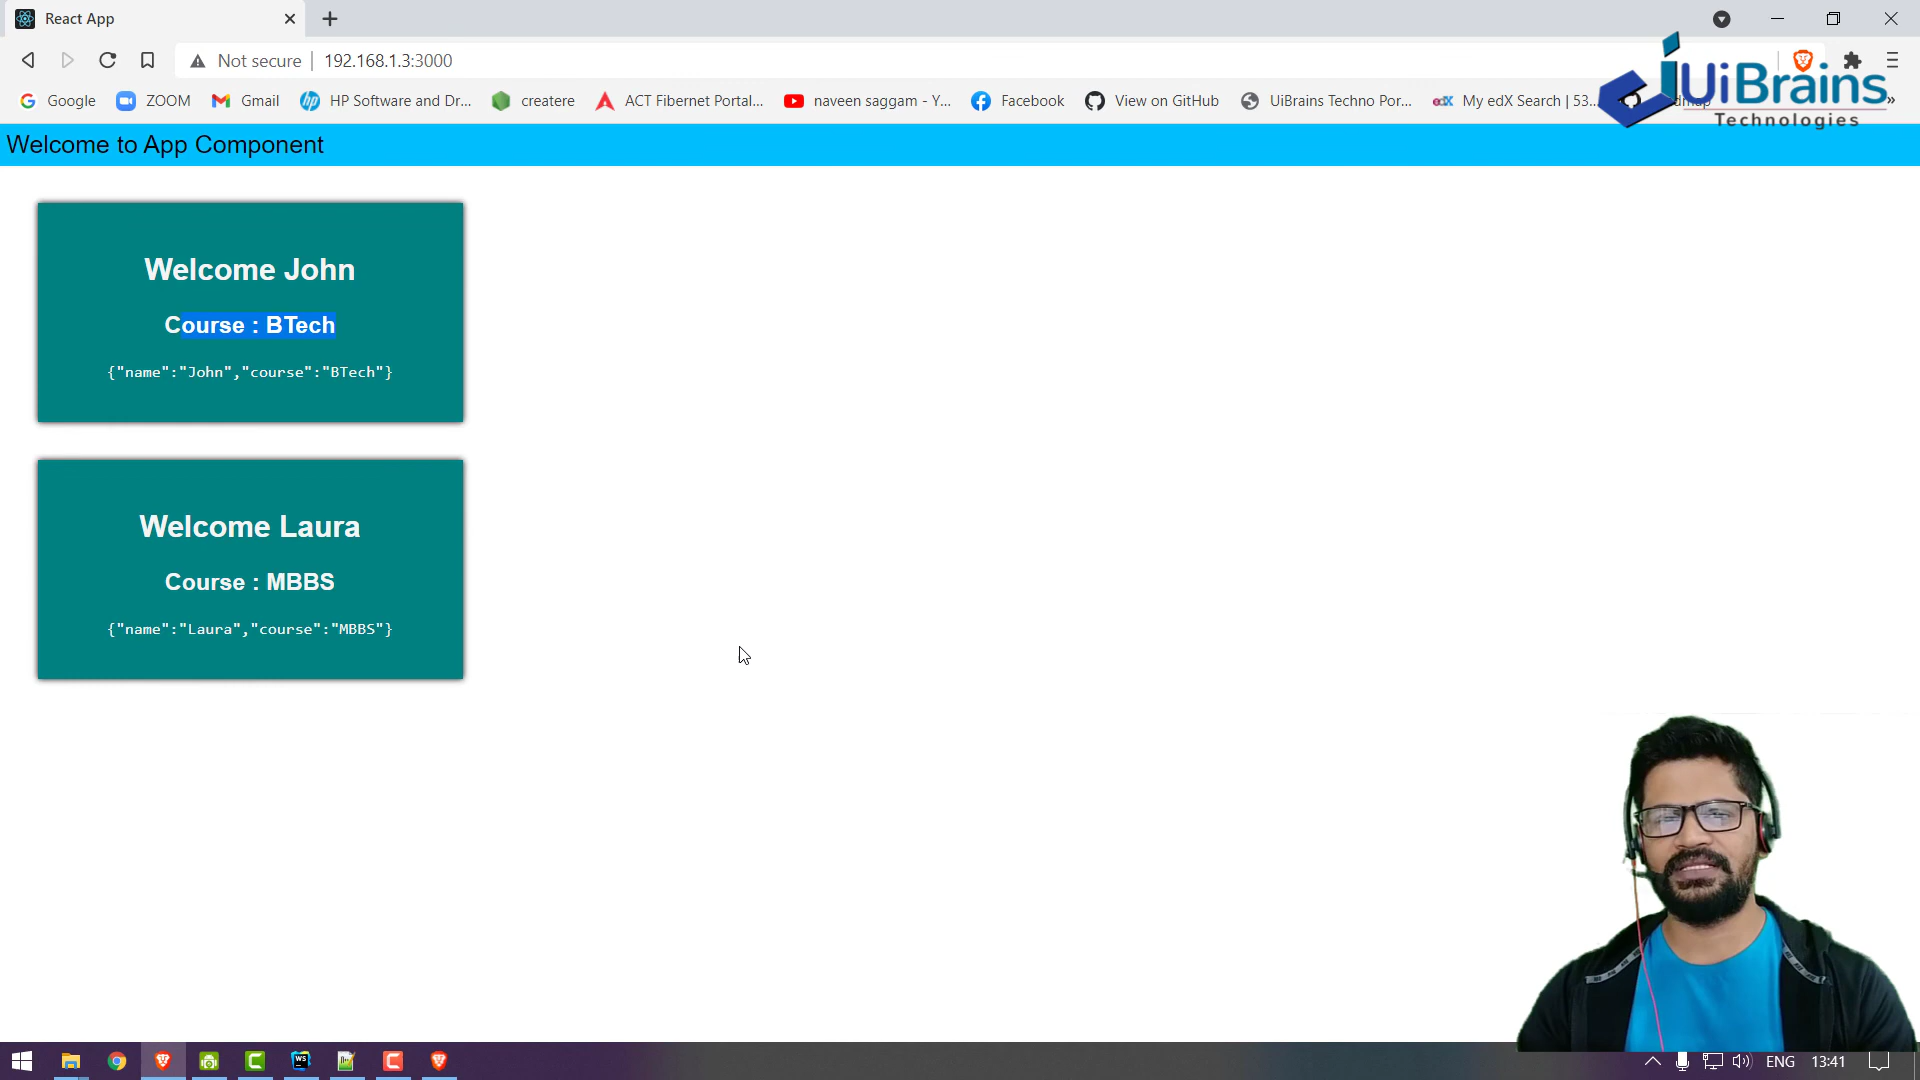 React App
Not secure
192.168.1.3:3000
Google
ZOOM
Gmail
HP Software and Dr...
createre
ACT Fibernet Portal...
naveen saggam - Y...
Facebook
View on GitHub
UiBrains Techno Por...
My edX Search | 53...
UiBrains
Technologies
Welcome to App Component
Welcome John
Course : BTech
{"name":"John","course":"BTech"}
Welcome Laura
Course : MBBS
{"name":"Laura","course":"MBBS"}
WS
ENG
13:41